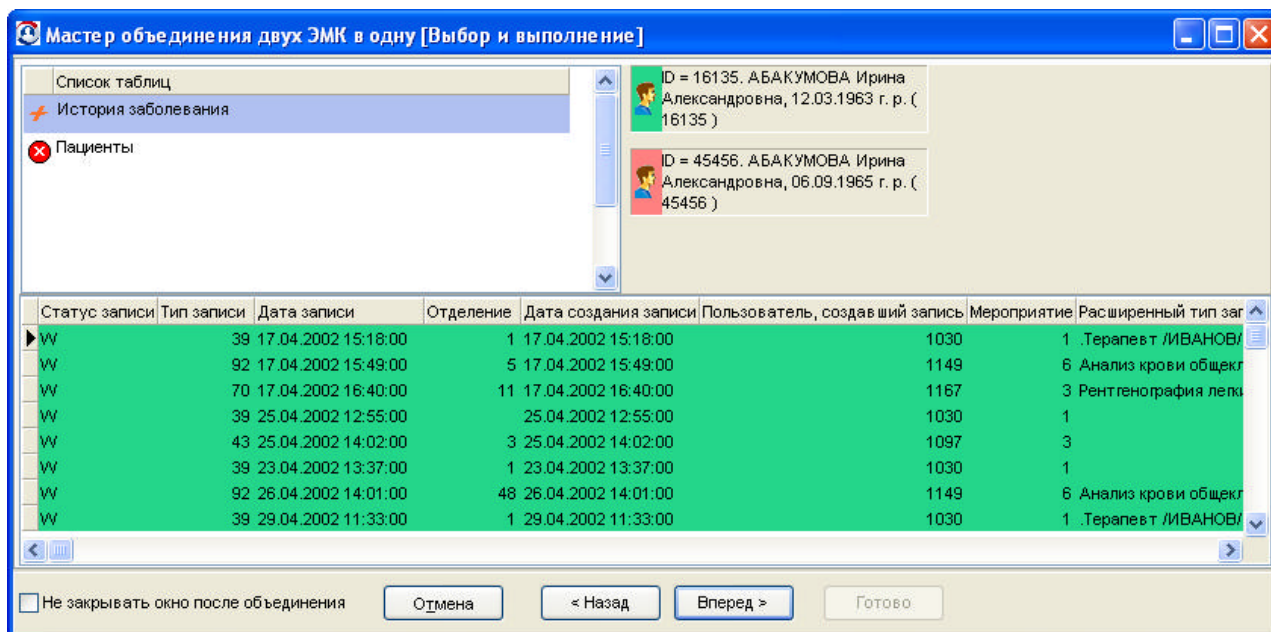 Мастер объединения двух ЭМК в одну [Выбор и выполнение]
Список таблиц
История заболевания
Пациенты
ID = 16135. АБАКУМОВА Ирина
Александровна, 12.03.1963 г. р. (
16135 )
ID = 45456. АБАКУМОВА Ирина
Александровна, 06.09.1965 г. р. (
45456 )
Статус записи Тип записи Дата записи Отделение Дата создания записи Пользователь, создавший запись Мероприятие Расширенный тип заг
W 39 17.04.2002 15:18:00 1 17.04.2002 15:18:00 1030 1 .Терапевт /ИВАНОВ/
W 92 17.04.2002 15:49:00 5 17.04.2002 15:49:00 1149 6 Анализ крови общекл
W 70 17.04.2002 16:40:00 11 17.04.2002 16:40:00 1167 3 Рентгенография легки
W 39 25.04.2002 12:55:00 25.04.2002 12:55:00 1030 1
W 43 25.04.2002 14:02:00 3 25.04.2002 14:02:00 1097 3
W 39 23.04.2002 13:37:00 1 23.04.2002 13:37:00 1030 1
W 92 26.04.2002 14:01:00 48 26.04.2002 14:01:00 1149 6 Анализ крови общекл
W 39 29.04.2002 11:33:00 1 29.04.2002 11:33:00 1030 1 .Терапевт /ИВАНОВ/
Не закрывать окно после объединения Отмена < Назад Вперед > Готово